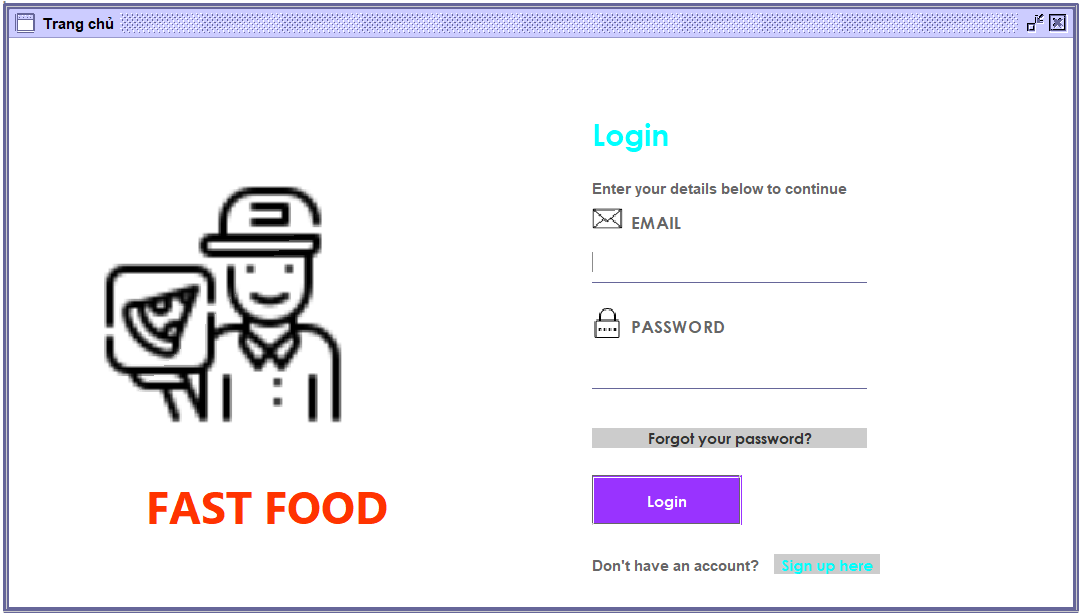 Trang chủ
Login
Enter your details below to continue
EMAIL
PASSWORD
Forgot your password?
Login
FAST FOOD
Don't have an account? Sign up here